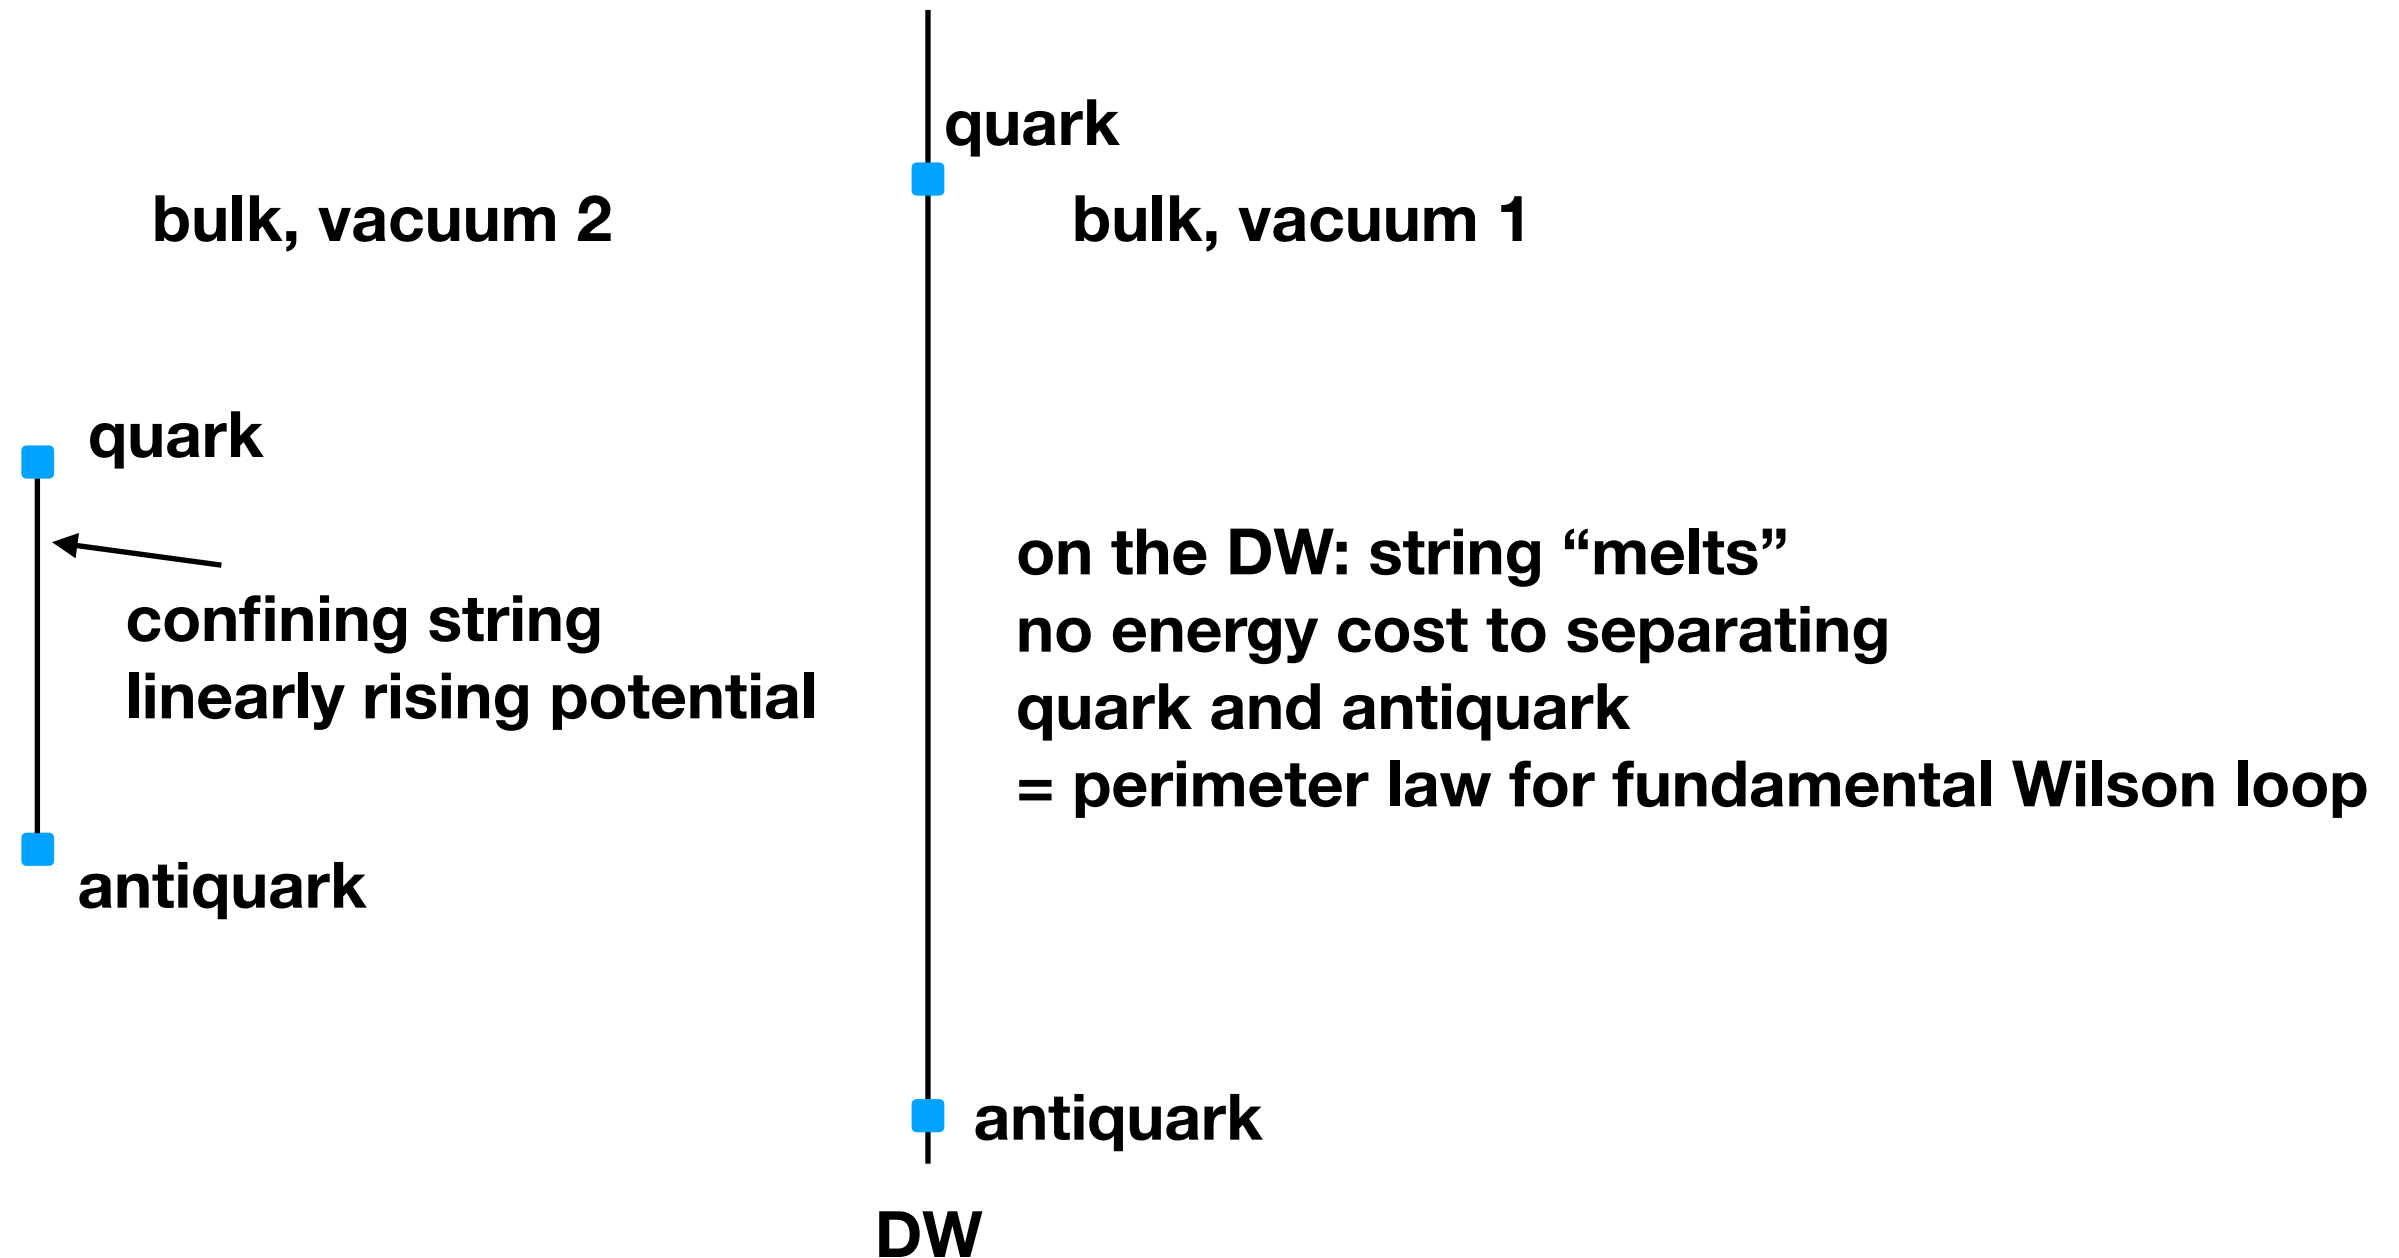 quark
bulk, vacuum 2
bulk, vacuum 1
quark
confining string
linearly rising potential
antiquark
on the DW: string “melts”
no energy cost to separating
quark and antiquark
= perimeter law for fundamental Wilson loop
antiquark
DW